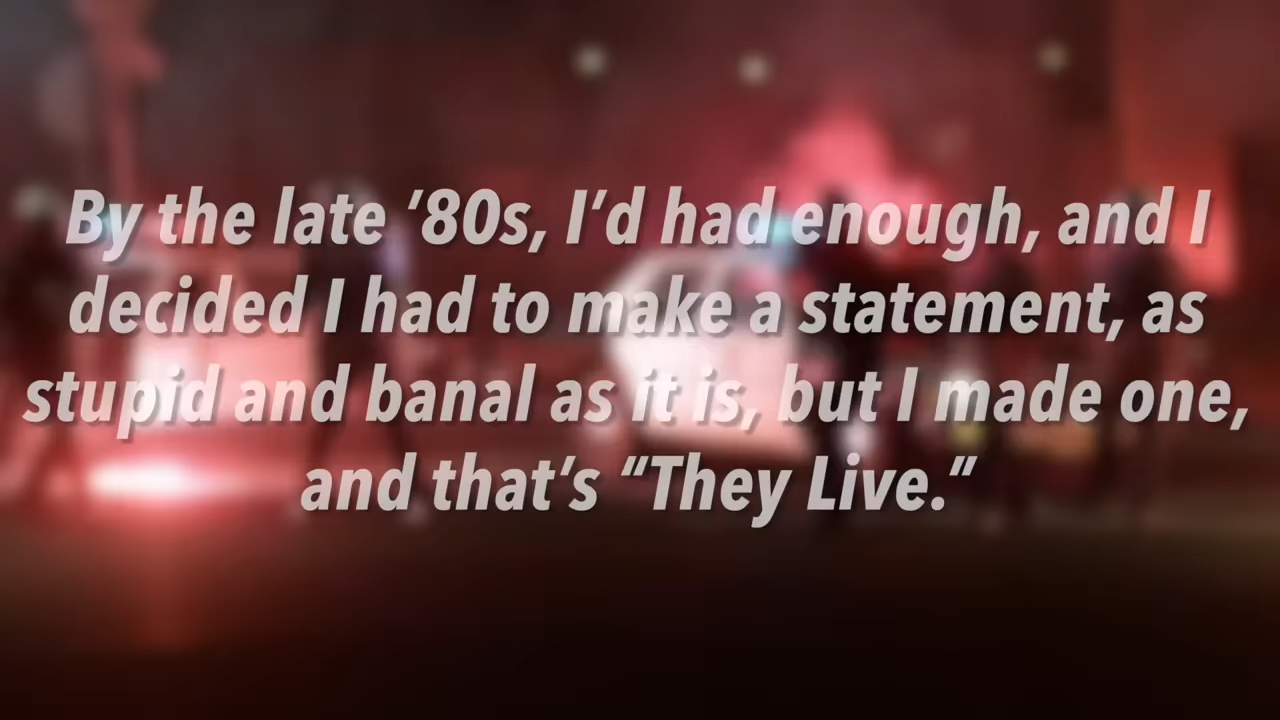 By the late ’80s, I’d had enough, and I
decided I had to make a statement, as
stupid and banal as it is, but I made one,
and that’s “They Live.”